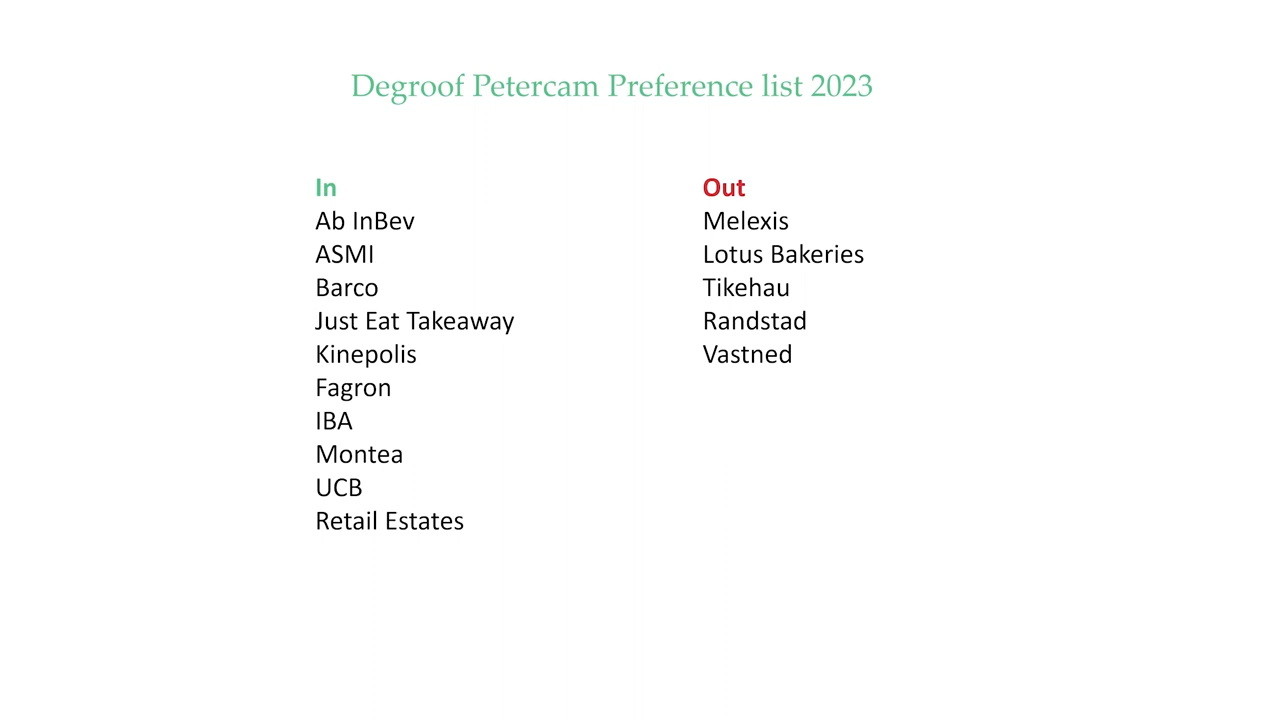 Degroof Petercam Preference list 2023
In
Ab InBev
ASMI
Barco
Just Eat Takeaway
Kinepolis
Fagron
IBA
Montea
UCB
Retail Estates
Out
Melexis
Lotus Bakeries
Tikehau
Randstad
Vastned